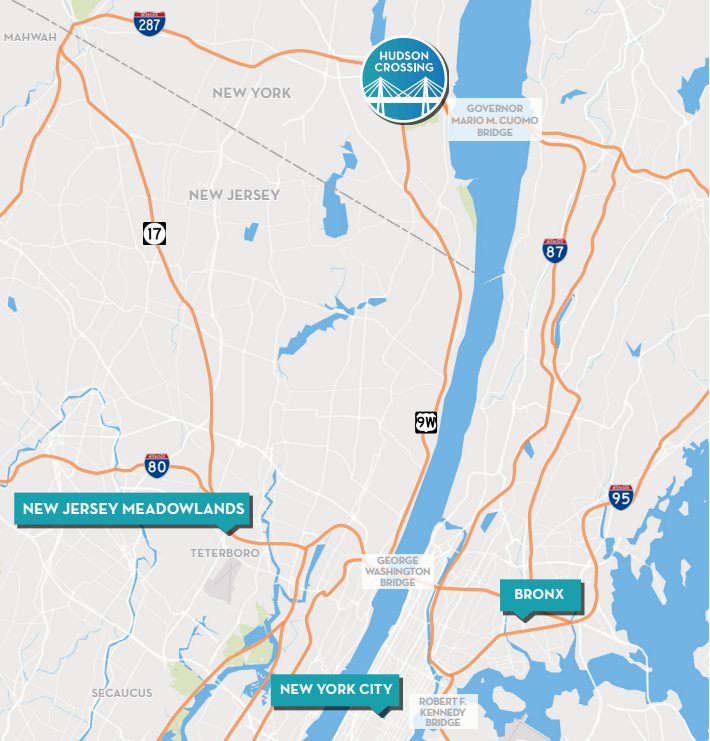 287
MAHWAH
HUDSON
CROSSING
NEW YORK
GOVERNOR
MARIO M. CUOMO
BRIDGE
NEW JERSEY
17
87
9W
80
95
NEW JERSEY MEADOWLANDS
TETERBORO
GEORGE
WASHINGTON
BRIDGE
BRONX
NEW YORK CITY
SECAUCUS
ROBERT F.
KENNEDY
BRIDGE